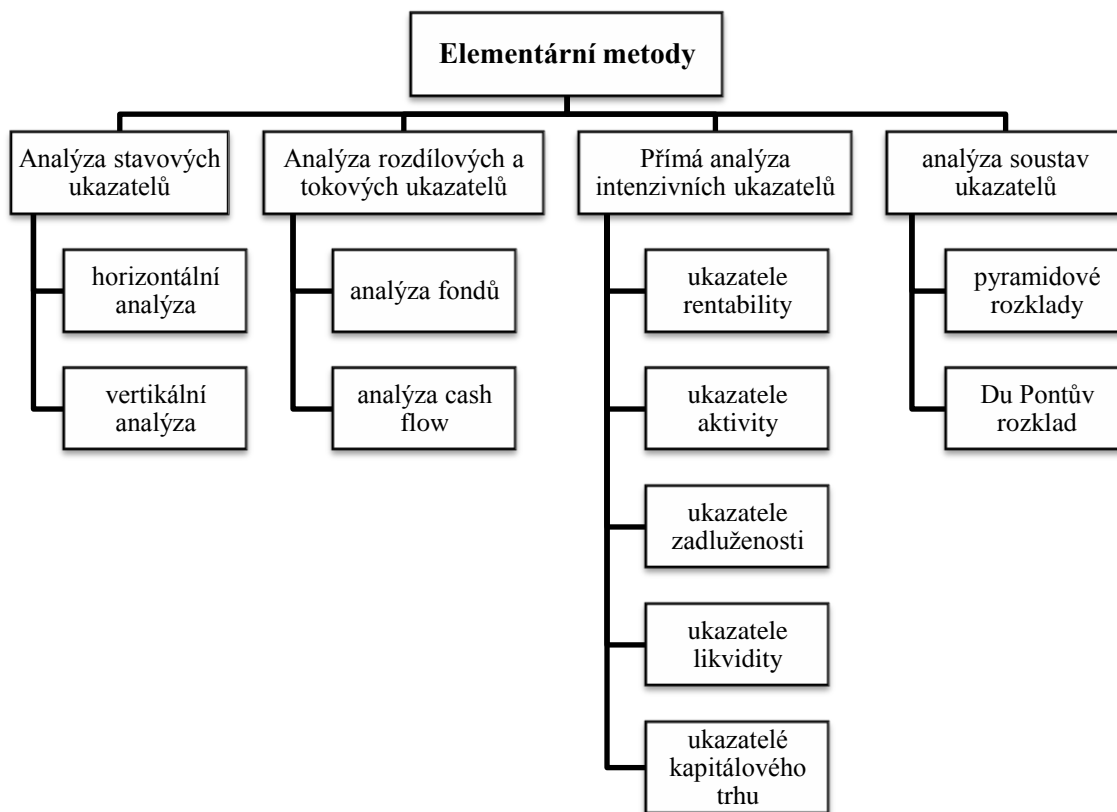 Elementární metody
Analýza stavových
ukazatelů
Analýza rozdílových a
tokových ukazatelů
Přímá analýza
intenzivních ukazatelů
analýza soustav
ukazatelů
horizontální
analýza
vertikální
analýza
analýza fondů
analýza cash
flow
ukazatele
rentability
ukazatele
aktivity
ukazatele
zadluženosti
ukazatele
likvidity
ukazatelé
kapitálového
trhu
pyramidové
rozklady
Du Pontův
rozklad